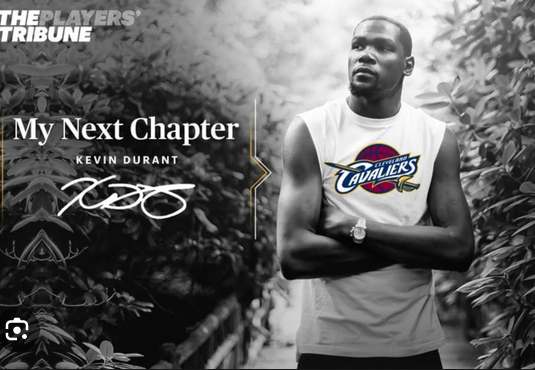 THE PLAYERS'
TRIBUNE
My Next Chapter
KEVIN DURANT
CLEVELAND
CAVALIERS